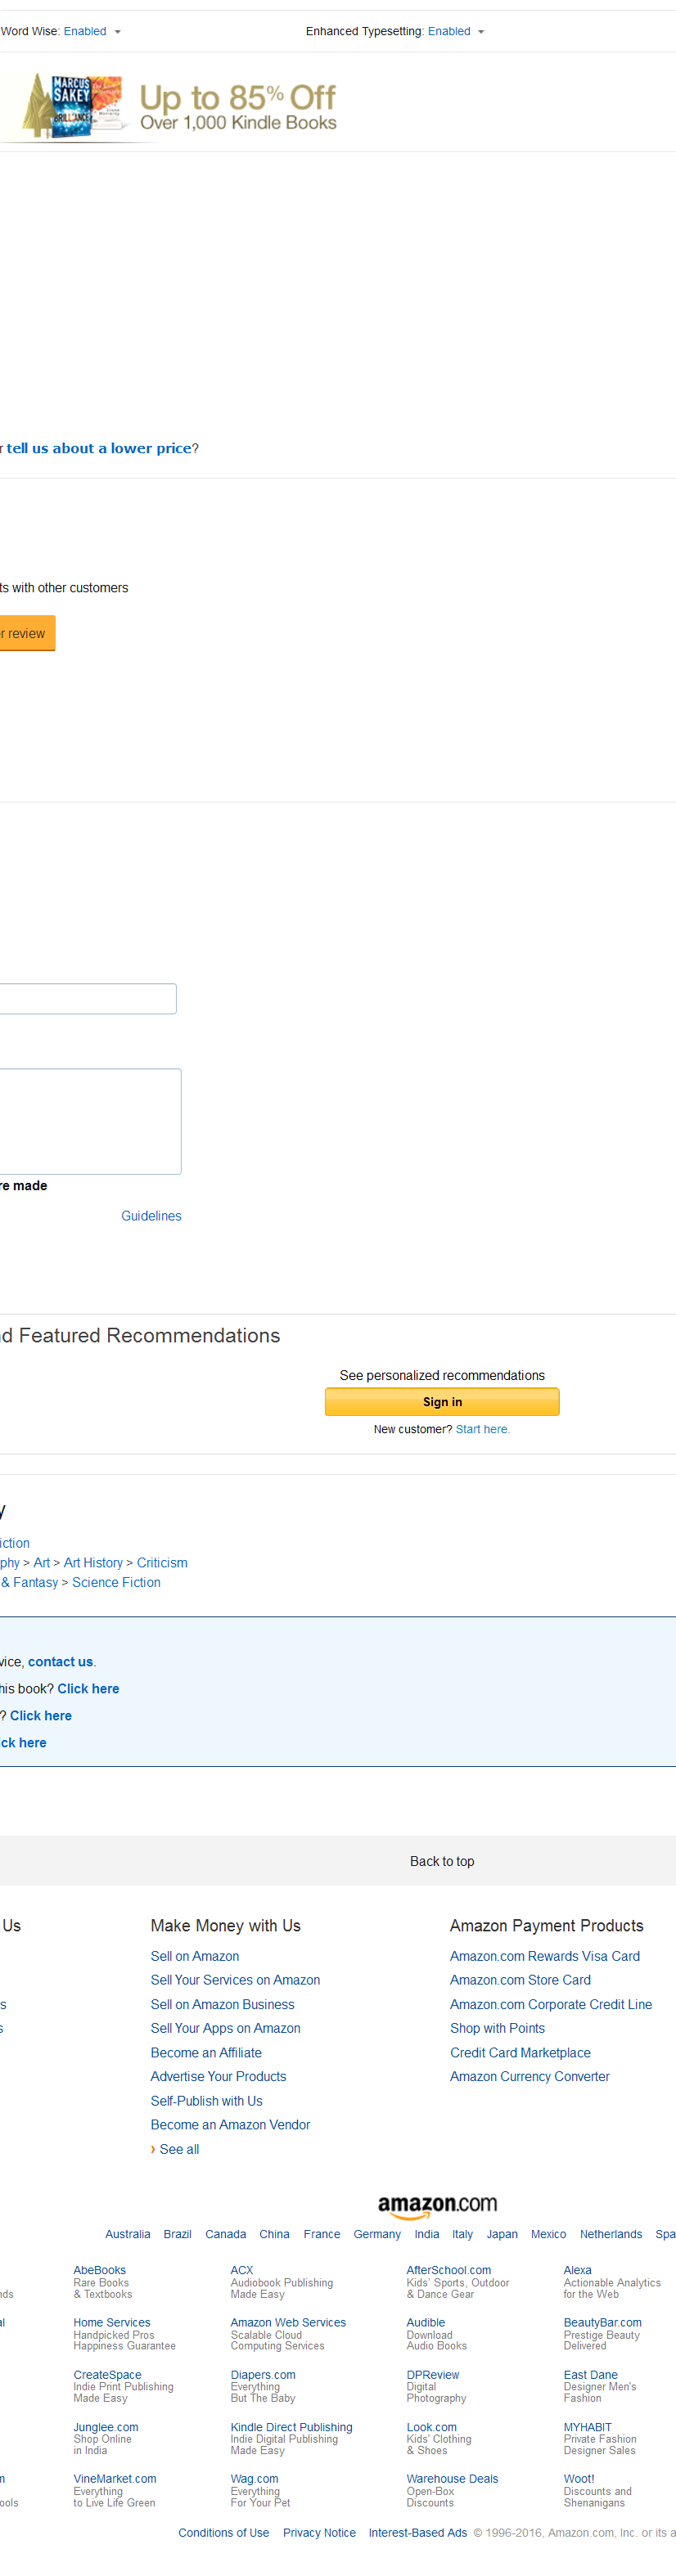 Word Wise: Enabled
Enhanced Typesetting: Enabled
MARCUS
SAKEY
BRILLIANCE
Up to 85% Off
Over 1,000 Kindle Books
r tell us about a lower price?
ts with other customers
r review
re made
Guidelines
d Featured Recommendations
See personalized recommendations
Sign in
New customer? Start here.
y
iction
phy > Art > Art History > Criticism
& Fantasy > Science Fiction
vice, contact us.
his book? Click here
? Click here
ck here
Back to top
Us
s
s
Make Money with Us
Sell on Amazon
Sell Your Services on Amazon
Sell on Amazon Business
Sell Your Apps on Amazon
Become an Affiliate
Advertise Your Products
Self-Publish with Us
Become an Amazon Vendor
› See all
Amazon Payment Products
Amazon.com Rewards Visa Card
Amazon.com Store Card
Amazon.com Corporate Credit Line
Shop with Points
Credit Card Marketplace
Amazon Currency Converter
amazon.com
Australia Brazil Canada China France Germany India Italy Japan Mexico Netherlands Spa
AbeBooks
Rare Books
& Textbooks
ACX
Audiobook Publishing
Made Easy
AfterSchool.com
Kids' Sports, Outdoor
& Dance Gear
Alexa
Actionable Analytics
for the Web
nds
al
Home Services
Handpicked Pros
Happiness Guarantee
Amazon Web Services
Scalable Cloud
Computing Services
Audible
Download
Audio Books
BeautyBar.com
Prestige Beauty
Delivered
CreateSpace
Indie Print Publishing
Made Easy
Diapers.com
Everything
But The Baby
DPReview
Digital
Photography
East Dane
Designer Men's
Fashion
Junglee.com
Shop Online
in India
Kindle Direct Publishing
Indie Digital Publishing
Made Easy
Look.com
Kids' Clothing
& Shoes
MYHABIT
Private Fashion
Designer Sales
m
ools
VineMarket.com
Everything
to Live Life Green
Wag.com
Everything
For Your Pet
Warehouse Deals
Open-Box
Discounts
Woot!
Discounts and
Shenanigans
Conditions of Use Privacy Notice Interest-Based Ads © 1996-2016, Amazon.com, Inc. or its a